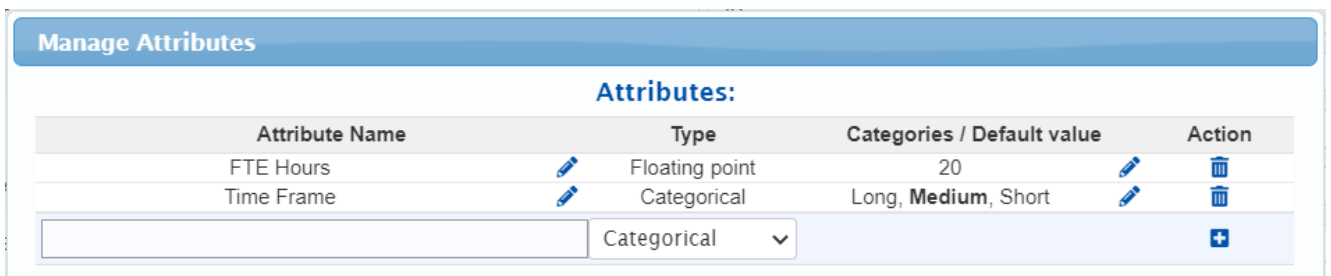 Manage Attributes
Attributes:
Attribute Name Type Categories / Default value Action
FTE Hours Floating point 20
Time Frame Categorical Long, Medium, Short
Categorical